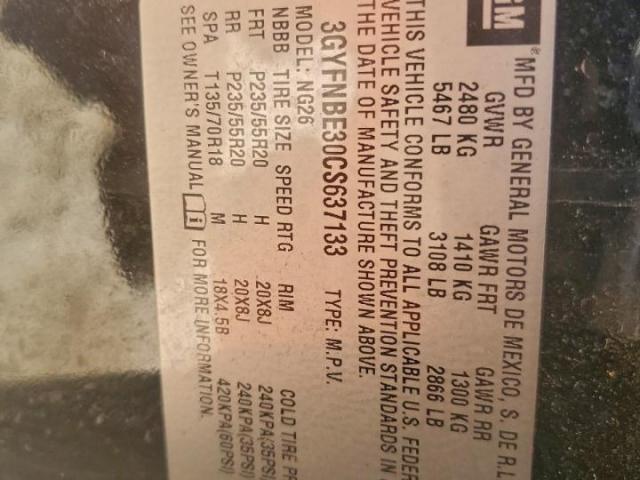 GM
®
MFD BY GENERAL MOTORS DE MEXICO, S. DE R.L
GVWR GAWR FRT GAWR RR
2480 KG 1410 KG 1300 KG
5467 LB 3108 LB 2866 LB
THIS VEHICLE CONFORMS TO ALL APPLICABLE U.S. FEDER
VEHICLE SAFETY AND THEFT PREVENTION STANDARDS IN
THE DATE OF MANUFACTURE SHOWN ABOVE.
3GYFNBE30CS637133 TYPE: M.P.V.
MODEL: NG26
NBBB TIRE SIZE SPEED RTG RIM COLD TIRE PR
FRT P235/55R20 H 20X8J 240KPA(35PSI)
RR P235/55R20 H 20X8J 240KPA(35PSI)
SPA T135/70R18 M 18X4.5B 420KPA(60PSI)
SEE OWNER'S MANUAL i FOR MORE INFORMATION.